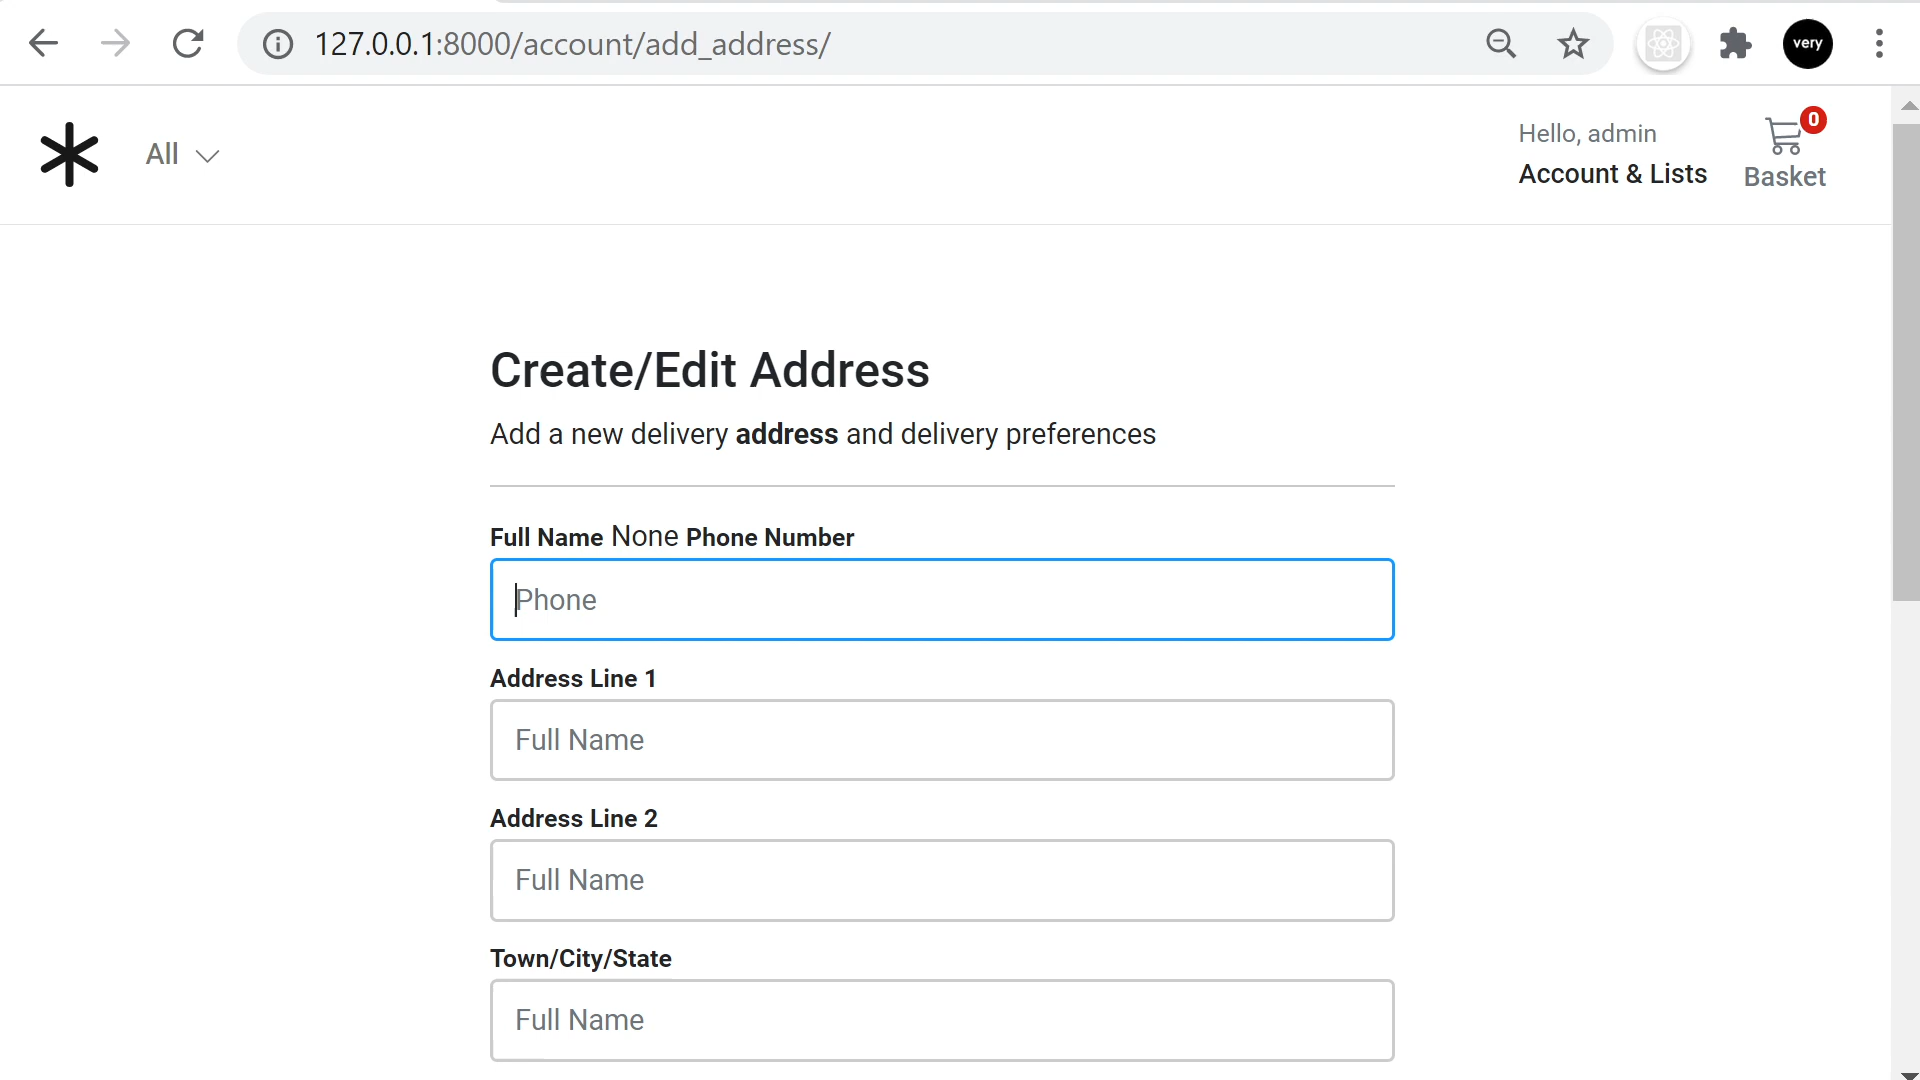 127.0.0.1:8000/account/add_address/
very
All
Hello, admin
Account & Lists
0
Basket
Create/Edit Address
Add a new delivery address and delivery preferences
Full Name None Phone Number
Phone
Address Line 1
Full Name
Address Line 2
Full Name
Town/City/State
Full Name